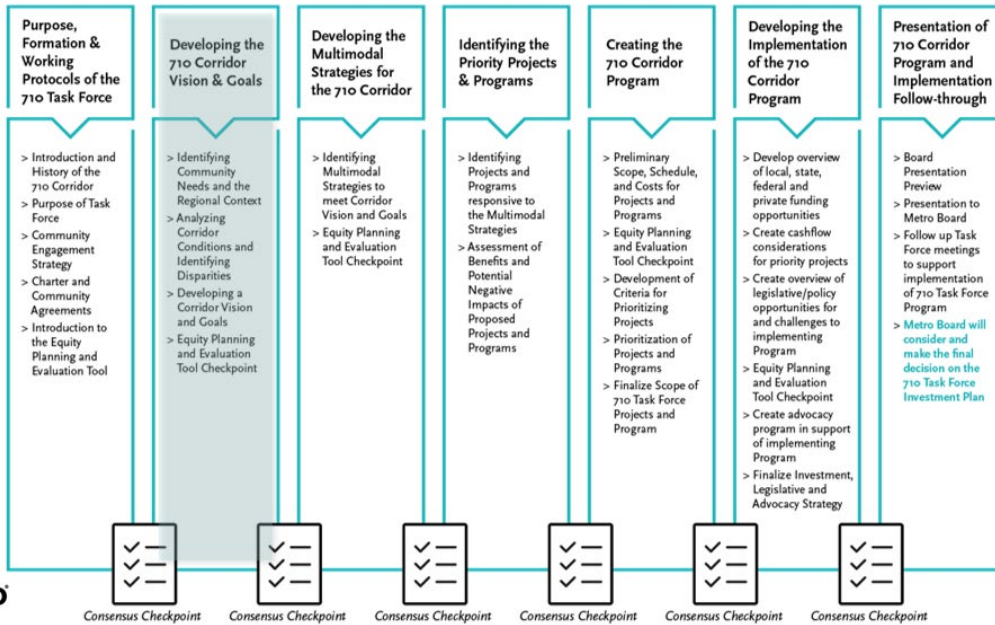 Purpose,
Formation &
Working
Protocols of the
710 Task Force
> Introduction and
History of the
710 Corridor
> Purpose of Task
Force
> Community
Engagement
Strategy
> Charter and
Community
Agreements
> Introduction to
the Equity
Planning and
Evaluation Tool
Developing the
710 Corridor
Vision & Goals
> Identifying
Community
Needs and the
Regional Context
> Analyzing
Corridor
Conditions and
Identifying
Disparities
> Developing a
Corridor Vision
and Goals
> Equity Planning
and Evaluation
Tool Checkpoint
Developing the
Multimodal
Strategies for
the 710 Corridor
> Identifying
Multimodal
Strategies to
meet Corridor
Vision and Goals
> Equity Planning
and Evaluation
Tool Checkpoint
Identifying the
Priority Projects
& Programs
> Identifying
Projects and
Programs
responsive to
the Multimodal
Strategies
> Assessment of
Benefits and
Potential
Negative
Impacts of
Proposed
Projects and
Programs
Creating the
710 Corridor
Program
> Preliminary
Scope, Schedule,
and Costs for
Projects and
Programs
> Equity Planning
and Evaluation
Tool Checkpoint
> Development of
Criteria for
Prioritizing
Projects
> Prioritization of
Projects and
Programs
> Finalize Scope of
710 Task Force
Projects and
Program
Developing the
Implementation
of the 710
Corridor
Program
> Develop overview
of local, state,
federal and
private funding
opportunities
> Create cashflow
considerations
for priority projects
> Create overview of
legislative/policy
opportunities for
and challenges to
implementing
Program
> Equity Planning
and Evaluation
Tool Checkpoint
> Create advocacy
program in support
of implementing
Program
> Finalize Investment,
Legislative and
Advocacy Strategy
Presentation of
710 Corridor
Program and
Implementation
Follow-through
> Board
Presentation
Preview
> Presentation to
Metro Board
> Follow up Task
Force meetings
to support
implementation
of 710 Task Force
Program
> Metro Board will
consider and
make the final
decision on the
710 Task Force
Investment Plan
Consensus Checkpoint
Consensus Checkpoint
Consensus Checkpoint
Consensus Checkpoint
Consensus Checkpoint
Consensus Checkpoint